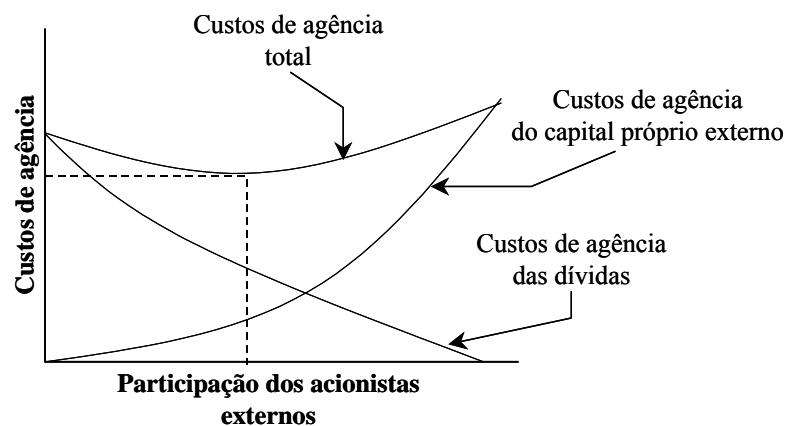 Custos de agência
total
Custos de agência
do capital próprio externo
Custos de agência
das dívidas
Custos de agência
Participação dos acionistas
externos